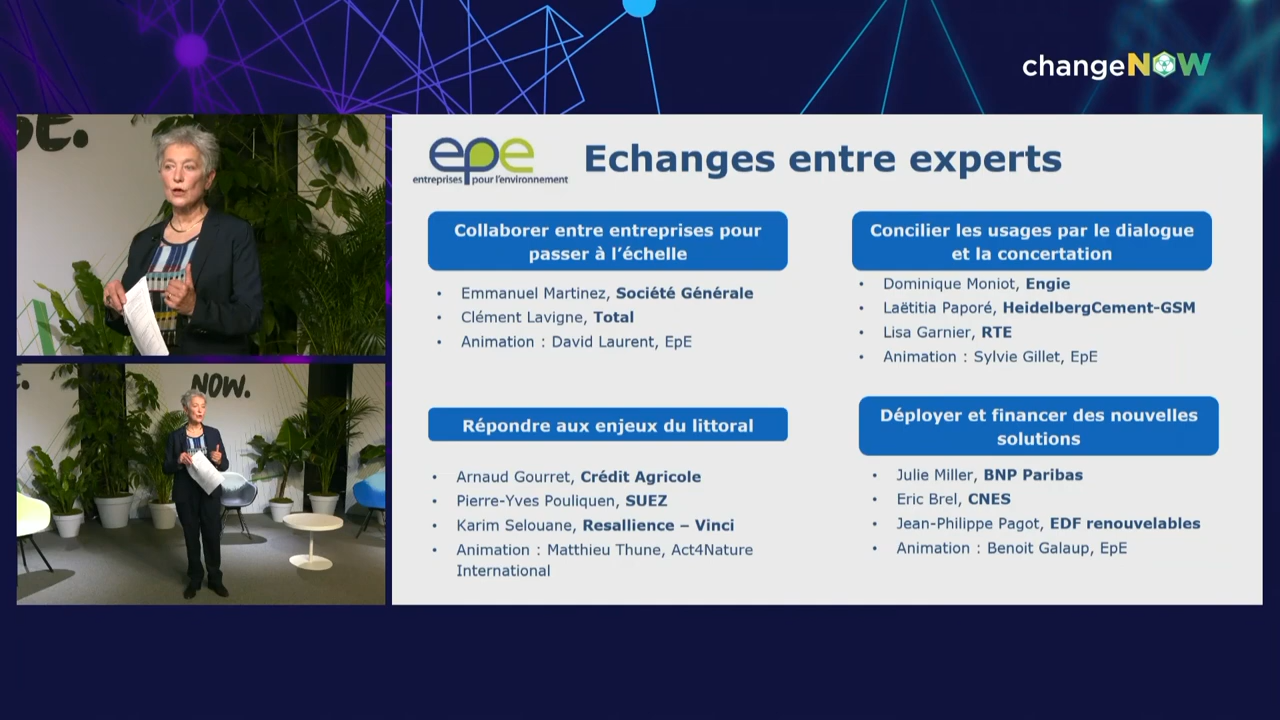 changeNOW
SE.
epe
entreprises pour l'environnement
Echanges entre experts
Collaborer entre entreprises pour
passer à l'échelle
• Emmanuel Martinez, Société Générale
• Clément Lavigne, Total
• Animation : David Laurent, EpE
Concilier les usages par le dialogue
et la concertation
• Dominique Moniot, Engie
• Laëtitia Paporé, HeidelbergCement-GSM
• Lisa Garnier, RTE
• Animation : Sylvie Gillet, EpE
E.
NOW.
Répondre aux enjeux du littoral
• Arnaud Gourret, Crédit Agricole
• Pierre-Yves Pouliquen, SUEZ
• Karim Selouane, Resallience – Vinci
• Animation : Matthieu Thune, Act4Nature
International
Déployer et financer des nouvelles
solutions
• Julie Miller, BNP Paribas
• Eric Brel, CNES
• Jean-Philippe Pagot, EDF renouvelables
• Animation : Benoit Galaup, EpE